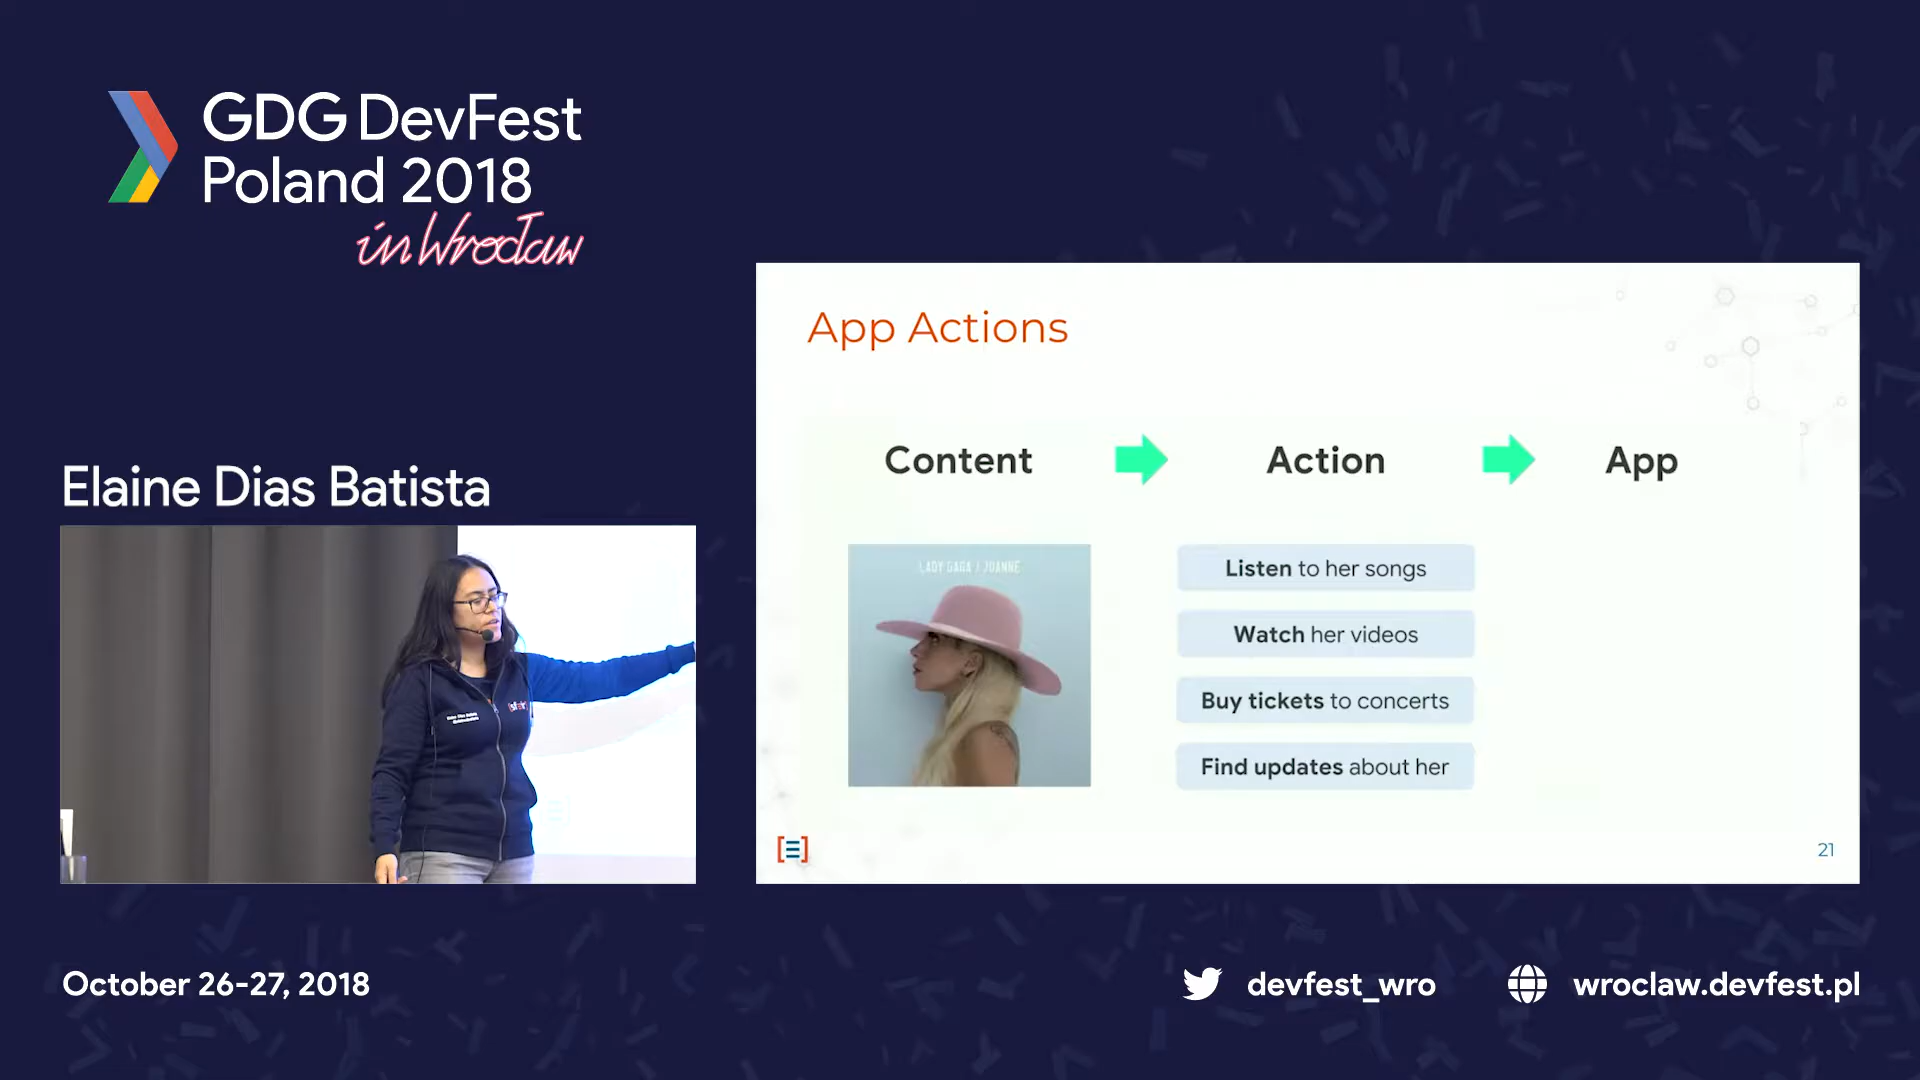 GDG DevFest
Poland 2018
in Wrocław
Elaine Dias Batista
App Actions
Content
Action
App
LADY GAGA / JOANNE
Listen to her songs
Watch her videos
Buy tickets to concerts
Find updates about her
21
October 26-27, 2018
devfest_wro
wroclaw.devfest.pl